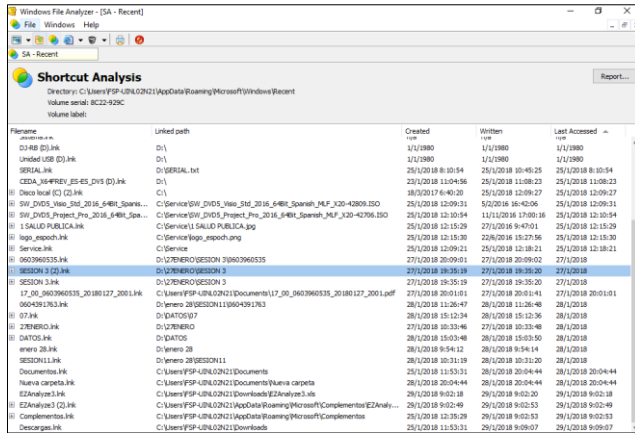 Windows File Analyzer - [SA - Recent]
File Windows Help
SA - Recent
Shortcut Analysis
Report...
Directory: C:\Users\FSP-UINL02N21\AppData\Roaming\Microsoft\Windows\Recent
Volume serial: 8C22-929C
Volume label:
Filename Linked path Created Written Last Accessed
DJ-RB (D).lnk D:\ 1/1/1980 1/1/1980 1/1/1980
Unidad USB (D).lnk D:\ 1/1/1980 1/1/1980 1/1/1980
SERIAL.lnk D:\SERIAL.txt 25/1/2018 8:10:54 25/1/2018 10:45:25 25/1/2018 8:10:54
CEDA_X64FREV_ES-ES_DV5 (D).lnk D:\ 23/1/2018 11:04:56 25/1/2018 11:08:23 25/1/2018 11:08:23
Disco local (C) (2).lnk C:\ 18/3/2017 6:40:20 25/1/2018 12:09:27 25/1/2018 12:09:27
SW_DVD5_Visio_Std_2016_64Bit_Spanis... C:\Service\SW_DVD5_Visio_Std_2016_64Bit_Spanish_MLF_X20-42809.ISO 25/1/2018 12:09:31 5/2/2016 16:42:06 25/1/2018 12:09:31
SW_DVD5_Project_Pro_2016_64Bit_Spa... C:\Service\SW_DVD5_Project_Pro_2016_64Bit_Spanish_MLF_X20-42706.ISO 25/1/2018 12:10:54 11/11/2016 17:00:16 25/1/2018 12:10:54
1 SALUD PUBLICA.lnk C:\Service\1 SALUD PUBLICA.jpg 25/1/2018 12:15:29 27/1/2016 9:47:01 25/1/2018 12:15:29
logo_espoch.lnk C:\Service\logo_espoch.png 25/1/2018 12:15:30 22/6/2016 15:27:56 25/1/2018 12:15:30
Service.lnk C:\Service 25/1/2018 12:09:21 25/1/2018 12:18:21 25/1/2018 12:18:21
0603960535.lnk D:\27ENERO\SESION 3\0603960535 27/1/2018 20:09:01 27/1/2018 20:09:02 27/1/2018
SESION 3 (2).lnk D:\27ENERO\SESION 3 27/1/2018 19:35:19 27/1/2018 19:35:20 27/1/2018
SESION 3.lnk D:\27ENERO\SESION 3 27/1/2018 19:35:19 27/1/2018 19:35:20 27/1/2018
17_00_0603960535_20180127_2001.lnk C:\Users\FSP-UINL02N21\Documents\17_00_0603960535_20180127_2001.pdf 27/1/2018 20:01:01 27/1/2018 20:01:41 27/1/2018 20:01:01
0604391763.lnk D:\enero 28\SESION11\0604391763 28/1/2018 11:26:47 28/1/2018 11:26:48 28/1/2018
07.lnk D:\DATOS\07 28/1/2018 15:12:34 28/1/2018 15:12:36 28/1/2018
27ENERO.lnk D:\27ENERO 27/1/2018 10:33:46 27/1/2018 10:33:48 28/1/2018
DATOS.lnk D:\DATOS 28/1/2018 15:03:48 28/1/2018 15:03:50 28/1/2018
enero 28.lnk D:\enero 28 28/1/2018 9:54:12 28/1/2018 9:54:14 28/1/2018
SESION11.lnk D:\enero 28\SESION11 28/1/2018 10:31:19 28/1/2018 10:31:20 28/1/2018
Documentos.lnk C:\Users\FSP-UINL02N21\Documents 25/1/2018 11:53:31 28/1/2018 20:04:44 28/1/2018 20:04:44
Nueva carpeta.lnk C:\Users\FSP-UINL02N21\Documents\Nueva carpeta 28/1/2018 20:04:44 28/1/2018 20:04:44 28/1/2018 20:04:44
EZAnalyze3.lnk C:\Users\FSP-UINL02N21\Downloads\EZAnalyze3.xls 29/1/2018 9:02:18 29/1/2018 9:02:20 29/1/2018 9:02:18
EZAnalyze3 (2).lnk C:\Users\FSP-UINL02N21\AppData\Roaming\Microsoft\Complementos\EZAnaly... 29/1/2018 9:02:49 29/1/2018 9:02:53 29/1/2018 9:02:49
Complementos.lnk C:\Users\FSP-UINL02N21\AppData\Roaming\Microsoft\Complementos 25/1/2018 12:35:29 29/1/2018 9:02:53 29/1/2018 9:02:53
Descargas.lnk C:\Users\FSP-UINL02N21\Downloads 25/1/2018 11:53:31 29/1/2018 9:09:07 29/1/2018 9:09:07